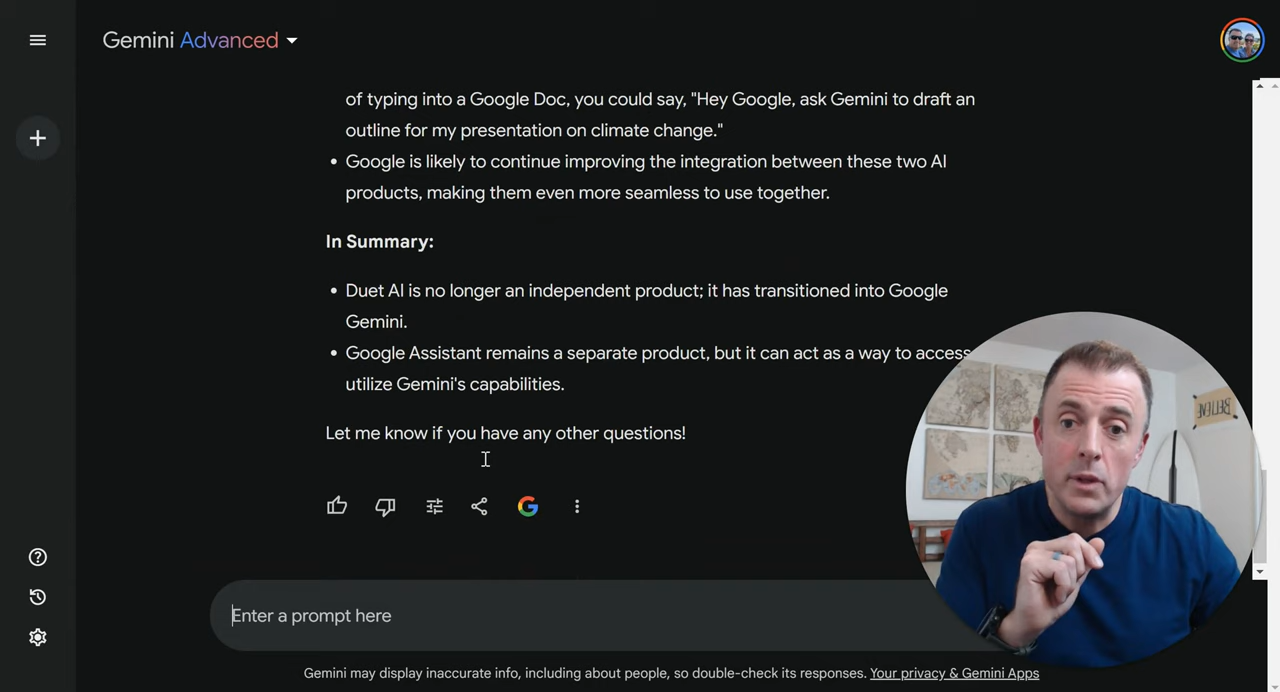 Gemini Advanced
of typing into a Google Doc, you could say, "Hey Google, ask Gemini to draft an
outline for my presentation on climate change."
• Google is likely to continue improving the integration between these two AI
products, making them even more seamless to use together.
In Summary:
• Duet AI is no longer an independent product; it has transitioned into Google
Gemini.
• Google Assistant remains a separate product, but it can act as a way to access
utilize Gemini's capabilities.
Let me know if you have any other questions!
BELIEVE
Enter a prompt here
Gemini may display inaccurate info, including about people, so double-check its responses. Your privacy & Gemini Apps